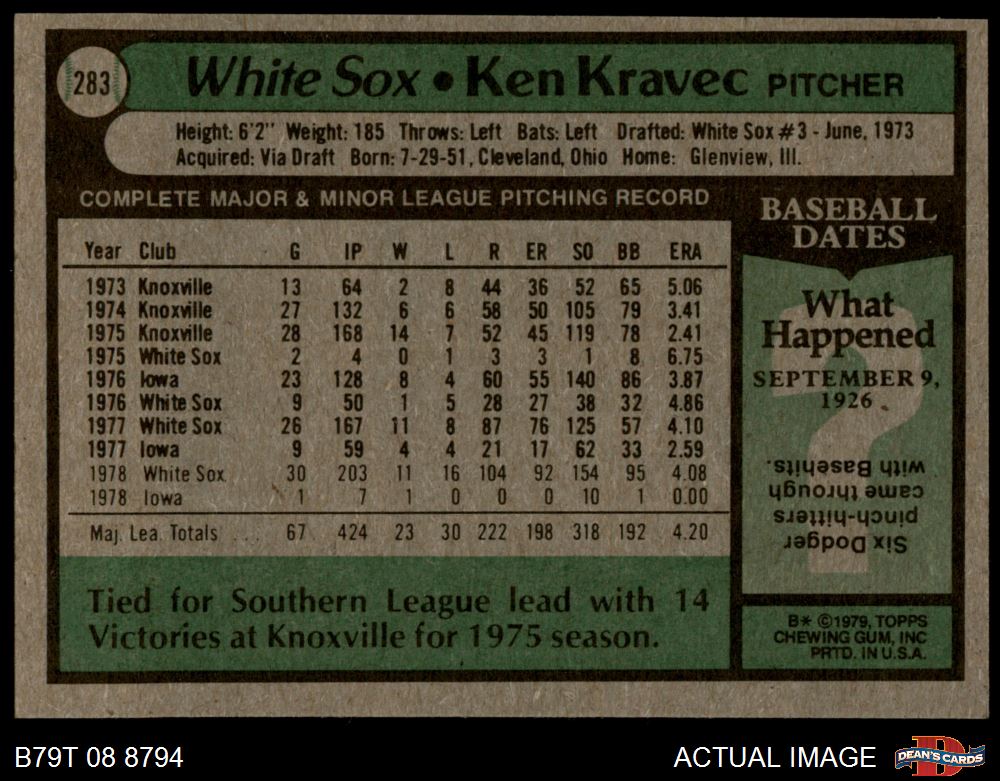 283 White Sox • Ken Kravec PITCHER
Height: 6'2" Weight: 185 Throws: Left Bats: Left Drafted: White Sox #3 - June, 1973
Acquired: Via Draft Born: 7-29-51, Cleveland, Ohio Home: Glenview, Ill.
COMPLETE MAJOR & MINOR LEAGUE PITCHING RECORD
Year Club G IP W L R ER SO BB ERA
1973 Knoxville 13 64 2 8 44 36 52 65 5.06
1974 Knoxville 27 132 6 6 58 50 105 79 3.41
1975 Knoxville 28 168 14 7 52 45 119 78 2.41
1975 White Sox 2 4 0 1 3 3 1 8 6.75
1976 Iowa 23 128 8 4 60 55 140 86 3.87
1976 White Sox 9 50 1 5 28 27 38 32 4.86
1977 White Sox 26 167 11 8 87 76 125 57 4.10
1977 Iowa 9 59 4 4 21 17 62 33 2.59
1978 White Sox 30 203 11 16 104 92 154 95 4.08
1978 Iowa 1 7 1 0 0 0 10 1 0.00
Maj. Lea. Totals ... 67 424 23 30 222 198 318 192 4.20
Tied for Southern League lead with 14
Victories at Knoxville for 1975 season.
BASEBALL
DATES
?
What
Happened
SEPTEMBER 9,
1926
Six Dodger
pinch-hitters
came through
with Basehits.
B* ©1979, TOPPS
CHEWING GUM, INC
PRTD. IN U.S.A.
B79T 08 8794
ACTUAL IMAGE
D
DEAN'S CARDS